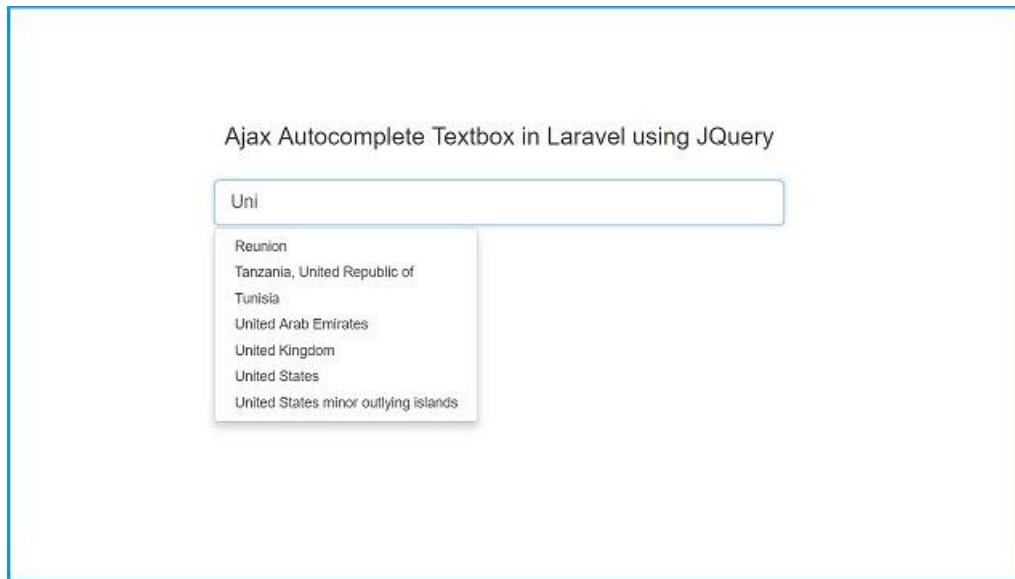 Ajax Autocomplete Textbox in Laravel using JQuery
Uni
Reunion
Tanzania, United Republic of
Tunisia
United Arab Emirates
United Kingdom
United States
United States minor outlying islands